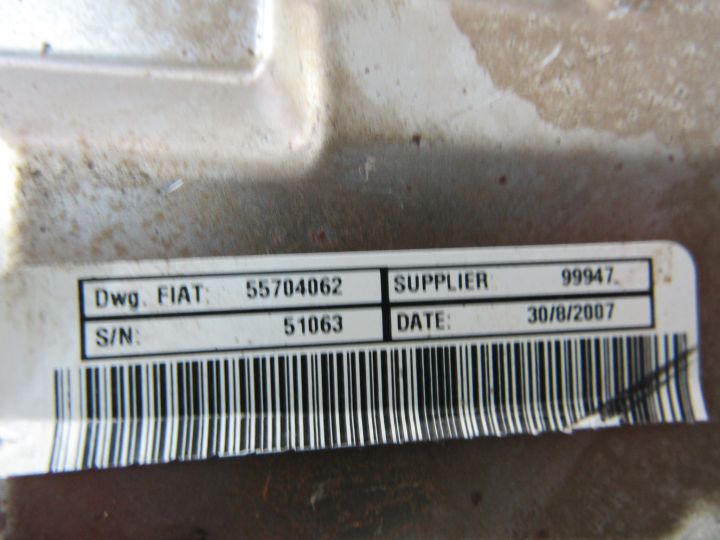 Dwg. FIAT: 55704062 SUPPLIER 99947
S/N: 51063 DATE: 30/8/2007